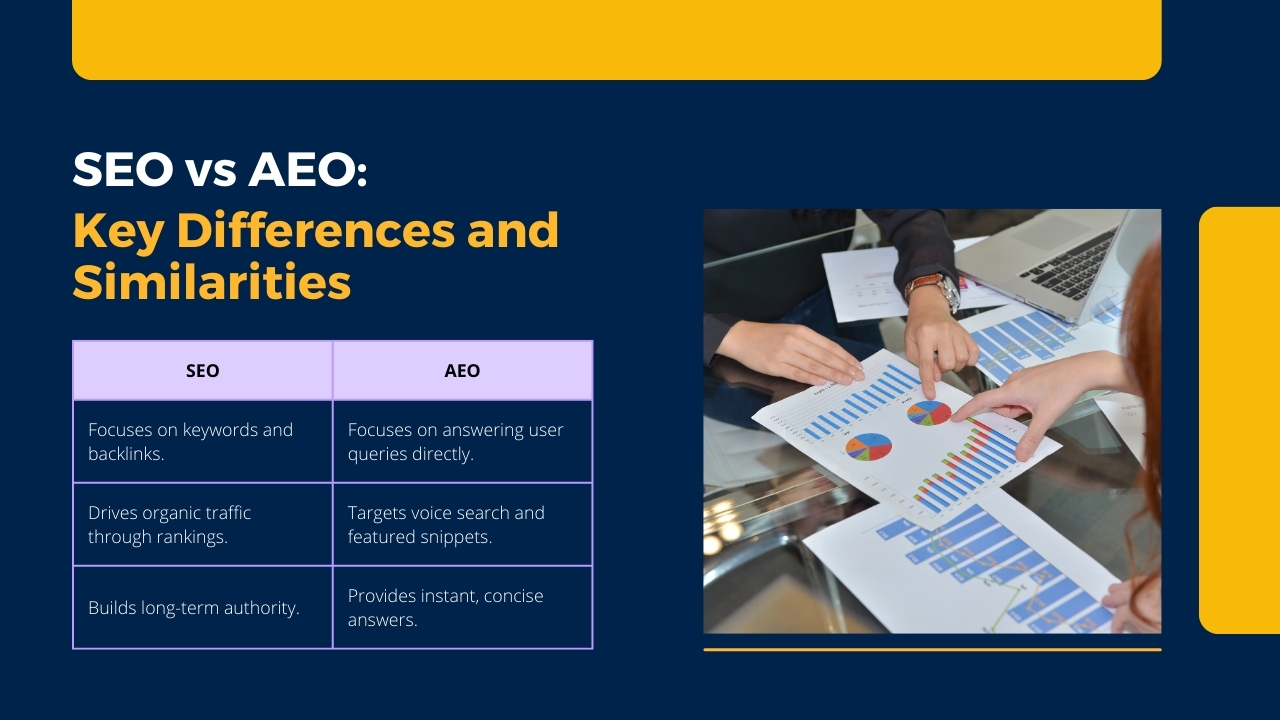 SEO vs AEO:
Key Differences and
Similarities
SEO
AEO
Focuses on keywords and
backlinks.
Focuses on answering user
queries directly.
Drives organic traffic
through rankings.
Targets voice search and
featured snippets.
Builds long-term authority.
Provides instant, concise
answers.